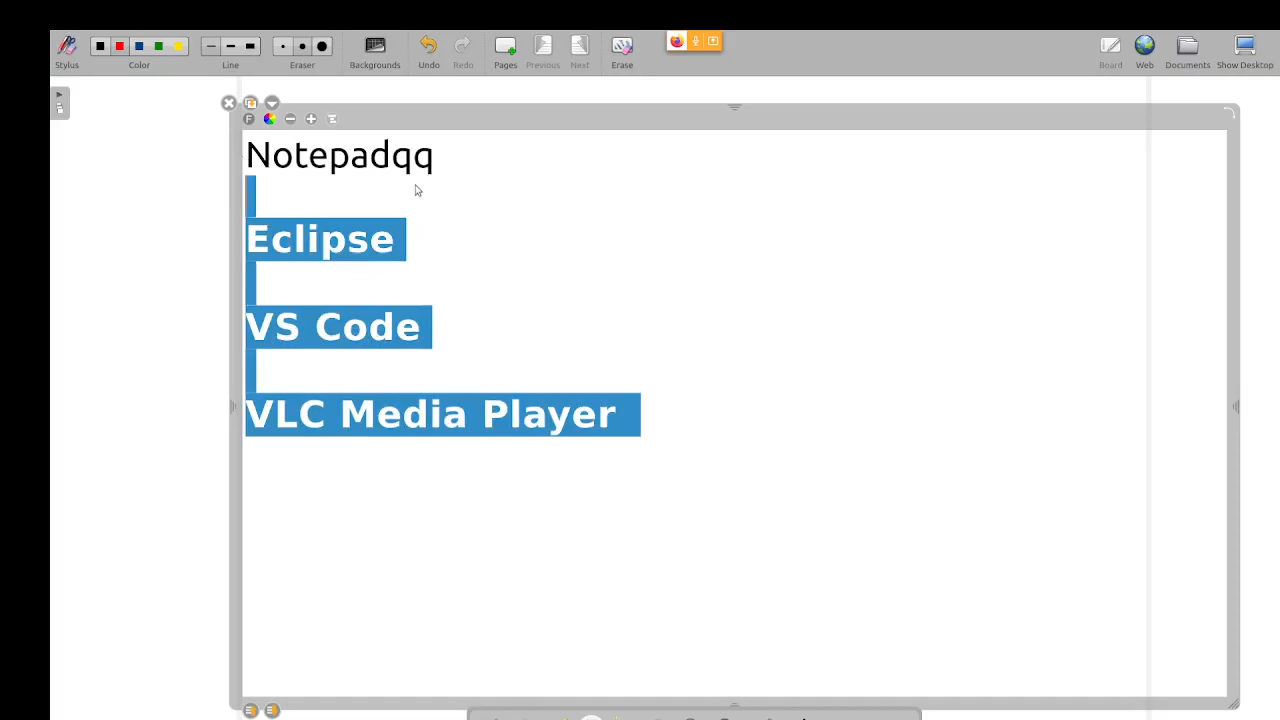 Stylus Color Line Eraser Backgrounds Undo Redo Pages Previous Next Erase Board Web Documents Show Desktop
F
Notepadqq
Eclipse
VS Code
VLC Media Player